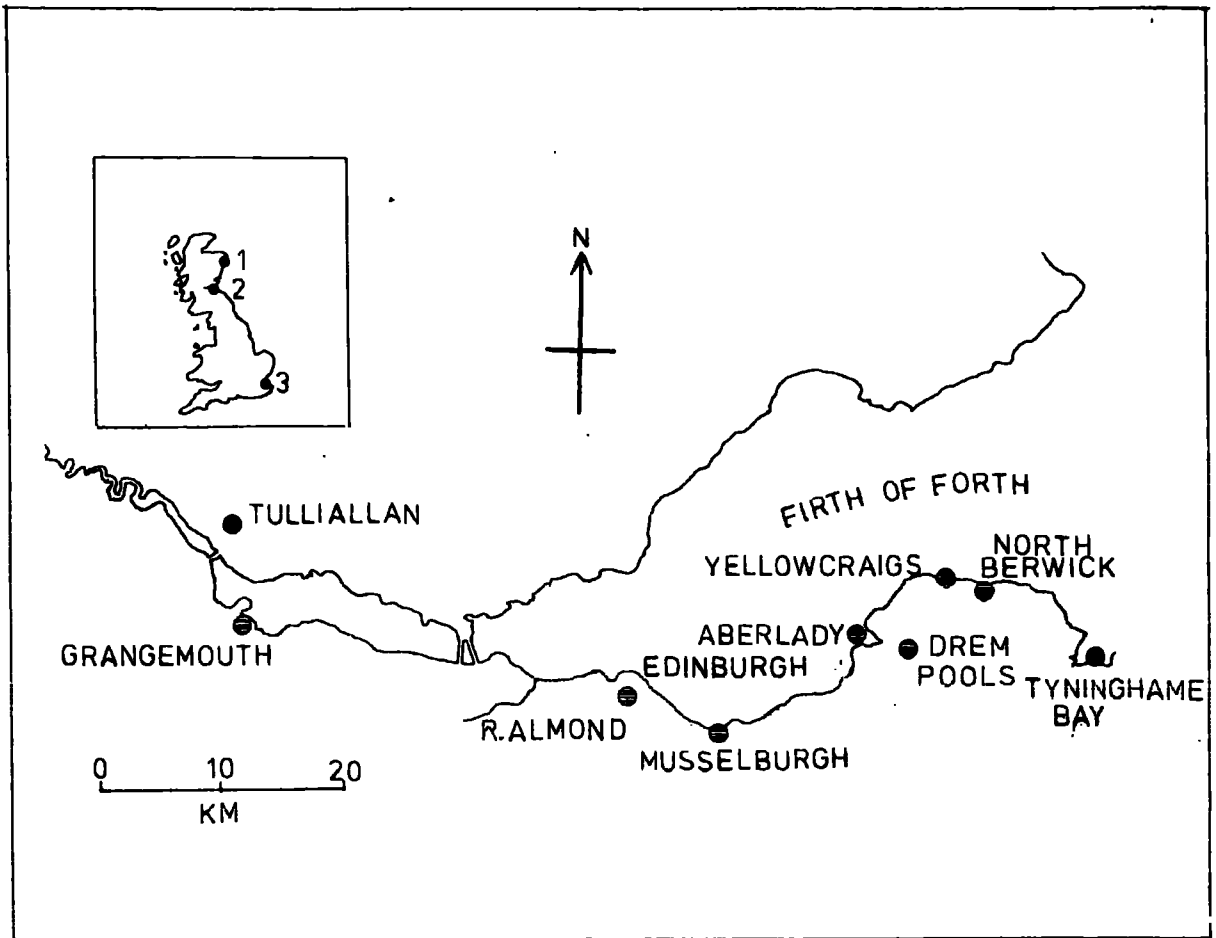 1
2
3
N
TULLIALLAN
FIRTH OF FORTH
NORTH
BERWICK
YELLOWCRAIGS
GRANGEMOUTH
ABERLADY
EDINBURGH
DREM
POOLS
TYNINGHAME
BAY
R.ALMOND
MUSSELBURGH
0 10 20
KM